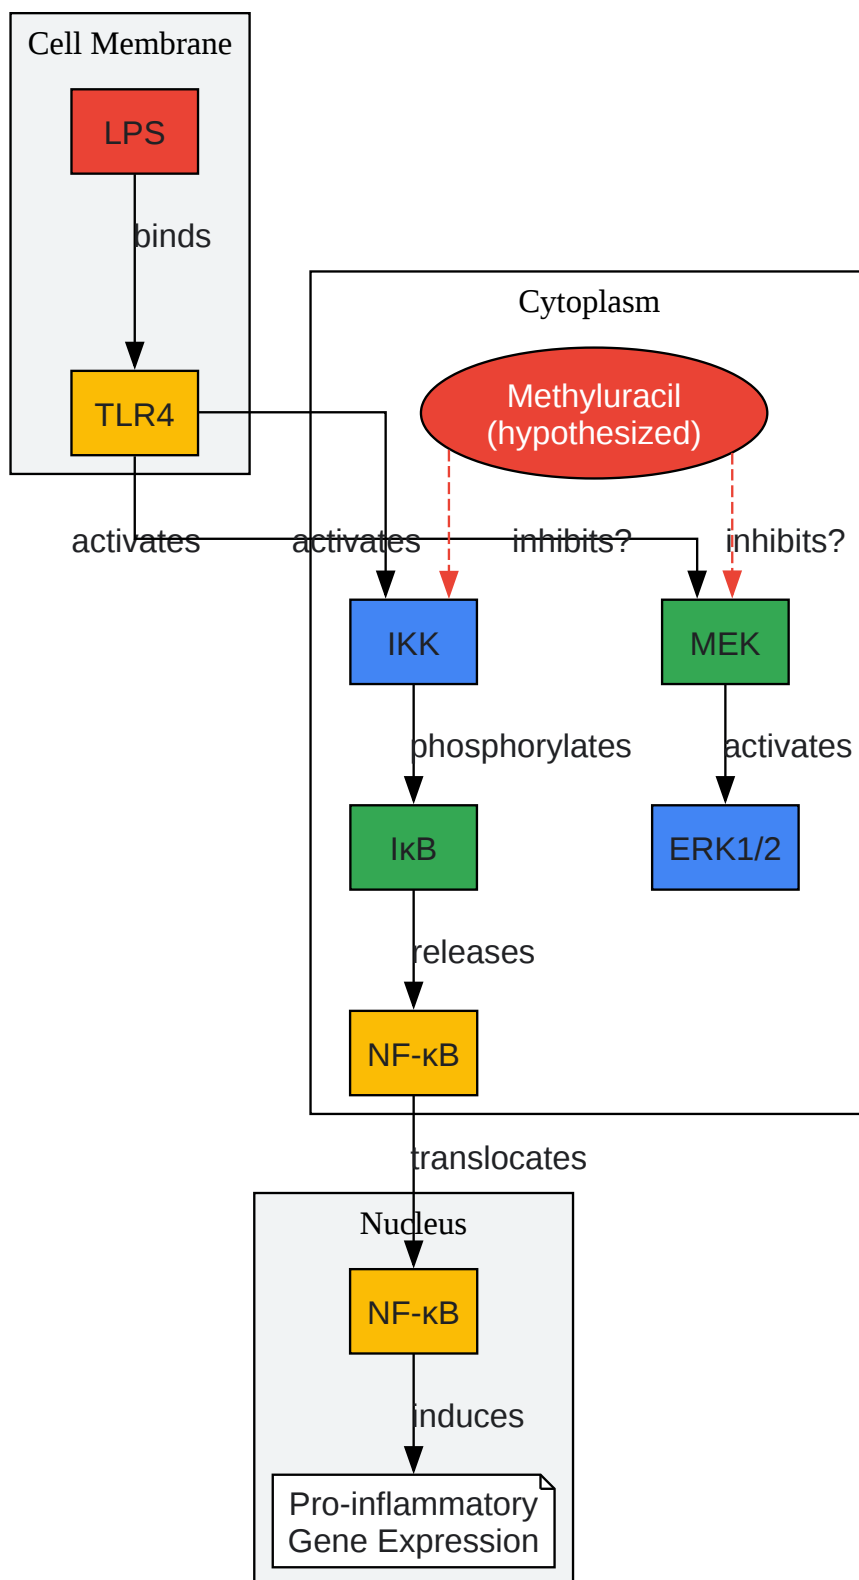 Cell Membrane
LPS
binds
Cytoplasm
Methyluracil
(hypothesized)
TLR4
activates
activates
inhibits?
inhibits?
IKK
MEK
phosphorylates
activates
IκB
ERK1/2
releases
NF-κB
translocates
Nucleus
NF-κB
induces
Pro-inflammatory
Gene Expression